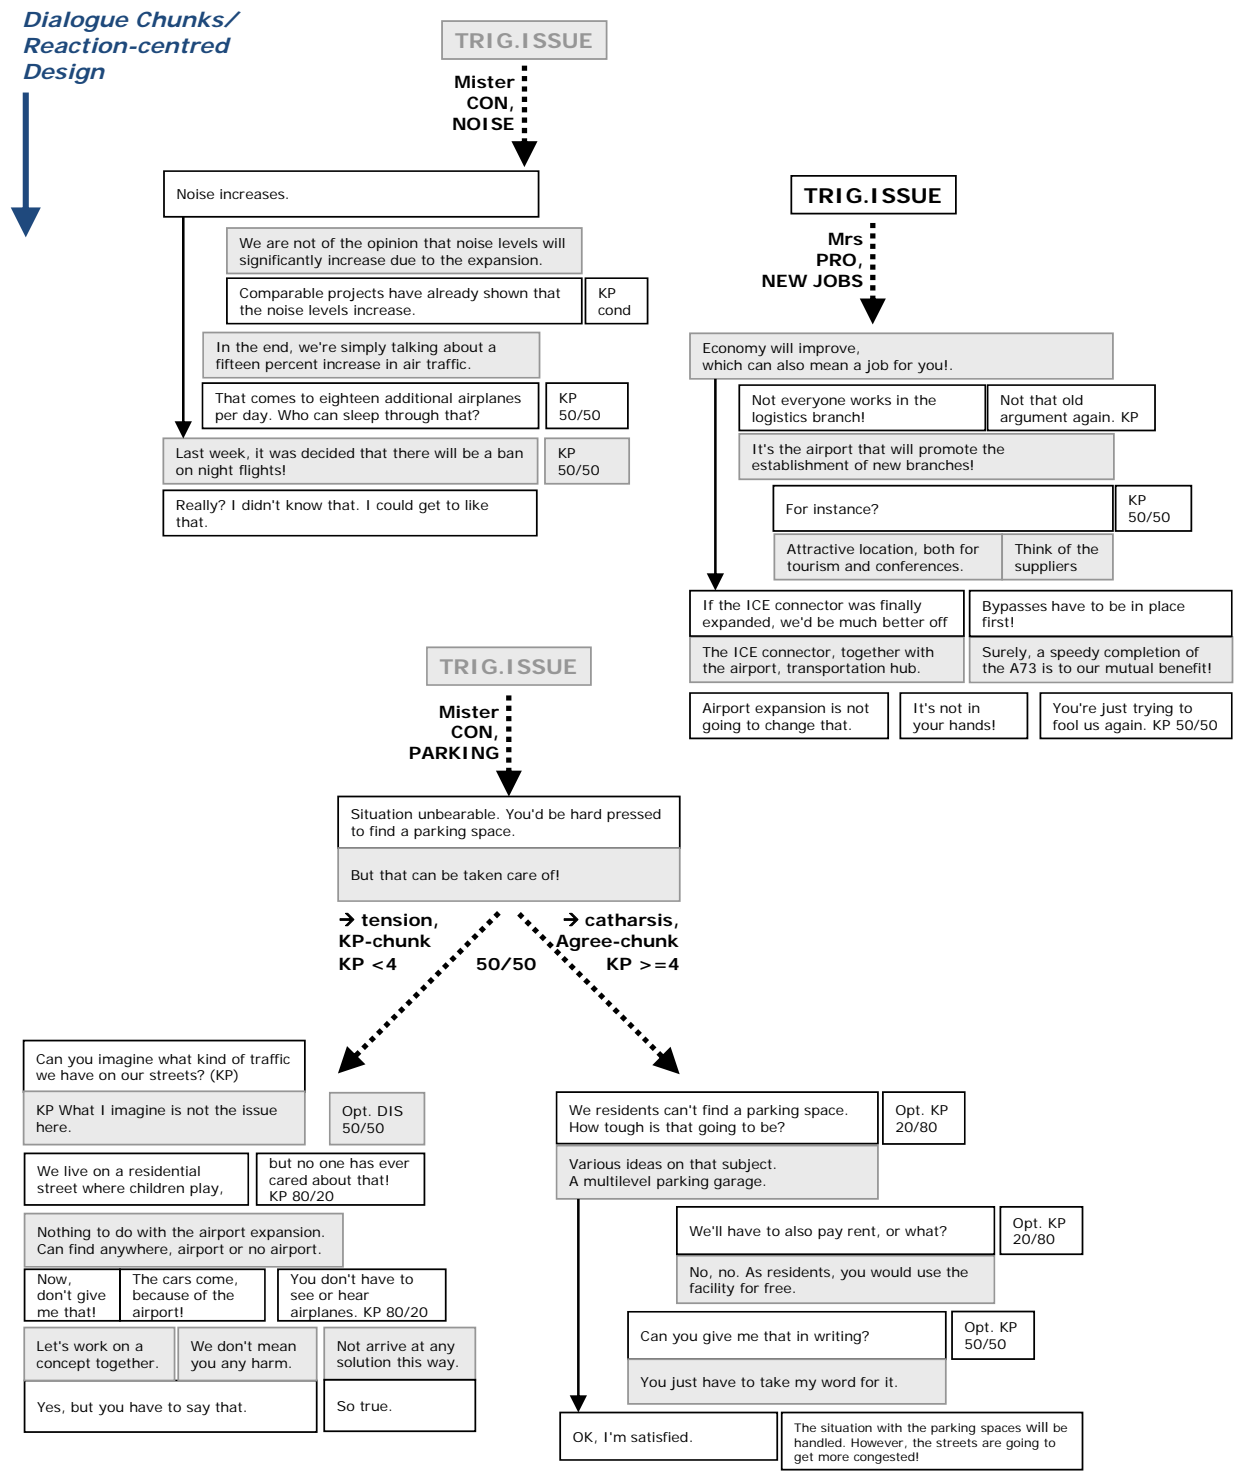 Dialogue Chunks/
Reaction-centred
Design
TRIG.ISSUE
Mister
CON,
NOISE
Noise increases.
We are not of the opinion that noise levels will
significantly increase due to the expansion.
Comparable projects have already shown that
the noise levels increase.
KP
cond
In the end, we're simply talking about a
fifteen percent increase in air traffic.
That comes to eighteen additional airplanes
per day. Who can sleep through that?
KP
50/50
Last week, it was decided that there will be a ban
on night flights!
KP
50/50
Really? I didn't know that. I could get to like
that.
TRIG.ISSUE
Mrs
PRO,
NEW JOBS
Economy will improve,
which can also mean a job for you!.
Not everyone works in the
logistics branch!
Not that old
argument again. KP
It's the airport that will promote the
establishment of new branches!
For instance?
KP
50/50
Attractive location, both for
tourism and conferences.
Think of the
suppliers
If the ICE connector was finally
expanded, we'd be much better off
Bypasses have to be in place
first!
The ICE connector, together with
the airport, transportation hub.
Surely, a speedy completion of
the A73 is to our mutual benefit!
Airport expansion is not
going to change that.
It's not in
your hands!
You're just trying to
fool us again. KP 50/50
TRIG.ISSUE
Mister
CON,
PARKING
Situation unbearable. You'd be hard pressed
to find a parking space.
But that can be taken care of!
→ tension,
KP-chunk
KP <4
50/50
→ catharsis,
Agree-chunk
KP >=4
Can you imagine what kind of traffic
we have on our streets? (KP)
KP What I imagine is not the issue
here.
Opt. DIS
50/50
We live on a residential
street where children play,
but no one has ever
cared about that!
KP 80/20
Nothing to do with the airport expansion.
Can find anywhere, airport or no airport.
Now,
don't give
me that!
The cars come,
because of the
airport!
You don't have to
see or hear
airplanes. KP 80/20
Let's work on a
concept together.
We don't mean
you any harm.
Not arrive at any
solution this way.
Yes, but you have to say that.
So true.
We residents can't find a parking space.
How tough is that going to be?
Opt. KP
20/80
Various ideas on that subject.
A multilevel parking garage.
We'll have to also pay rent, or what?
Opt. KP
20/80
No, no. As residents, you would use the
facility for free.
Can you give me that in writing?
Opt. KP
50/50
You just have to take my word for it.
OK, I'm satisfied.
The situation with the parking spaces will be
handled. However, the streets are going to
get more congested!